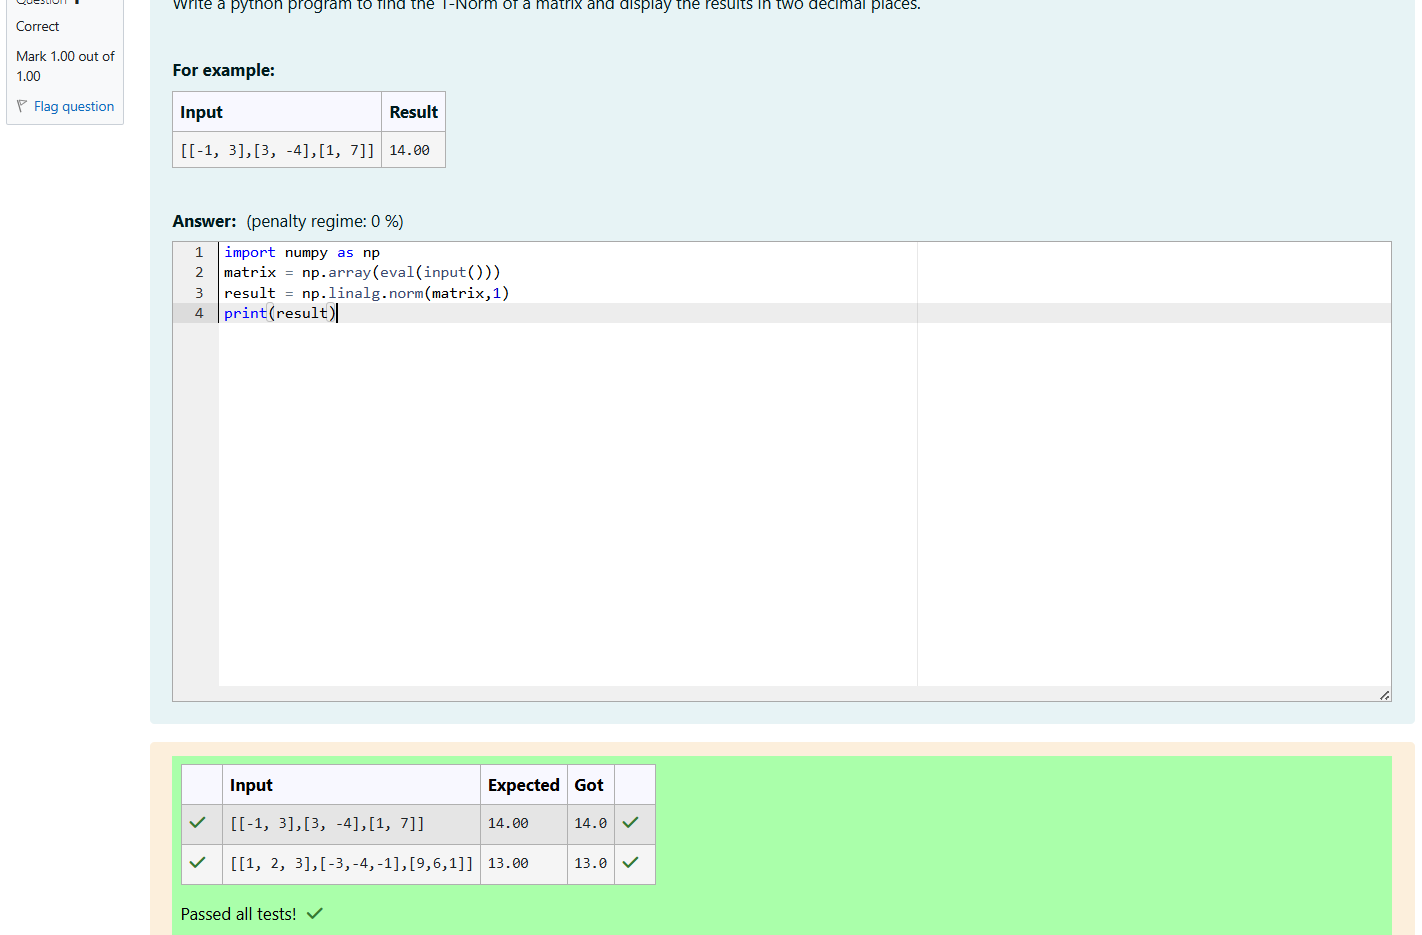 Question 1
Correct
Mark 1.00 out of
1.00
Flag question
Write a python program to find the 1-Norm of a matrix and display the results in two decimal places.
For example:
Input Result
[[-1, 3],[3, -4],[1, 7]] 14.00
Answer: (penalty regime: 0 %)
1 import numpy as np
2 matrix = np.array(eval(input()))
3 result = np.linalg.norm(matrix,1)
4 print(result)
Input Expected Got
[[-1, 3],[3, -4],[1, 7]] 14.00 14.0
[[1, 2, 3],[-3,-4,-1],[9,6,1]] 13.00 13.0
Passed all tests!